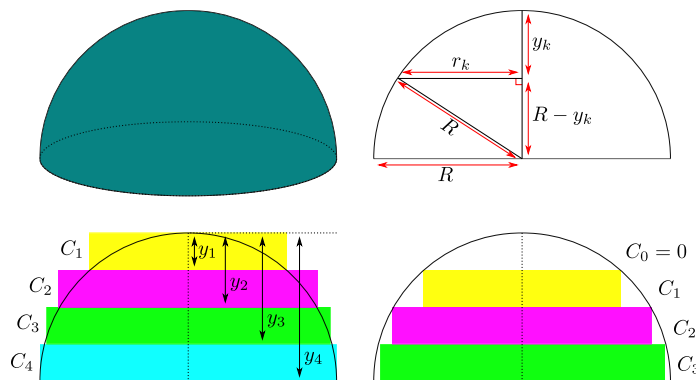 y_k
r_k
R − y_k
R
R
C_1
y_1
C_2
y_2
C_3
y_3
C_4
y_4
C_0 = 0
C_1
C_2
C_3